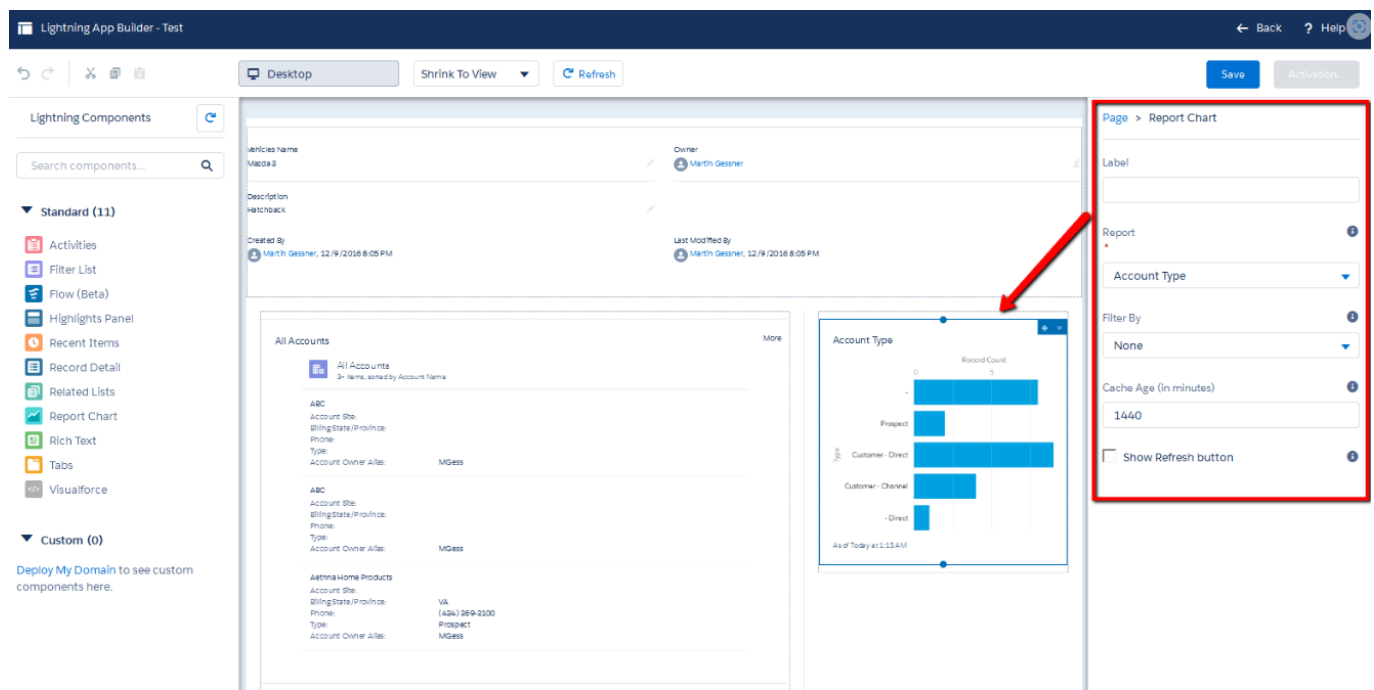 Lightning App Builder - Test
Back
? Help
Desktop
Shrink To View
Refresh
Save
Activation...
Lightning Components
Search components...
Standard (11)
Activities
Filter List
Flow (Beta)
Highlights Panel
Recent Items
Record Detail
Related Lists
Report Chart
Rich Text
Tabs
Visualforce
Custom (0)
Deploy My Domain to see custom
components here.
Vehicles Name
Mazda 3
Owner
Martin Gessner
Description
Hatchback
Created By
Martin Gessner, 12/9/2016 8:05 PM
Last Modified By
Martin Gessner, 12/9/2016 8:05 PM
All Accounts
More
All Accounts
3+ items, sorted by Account Name
ABC
Account Site:
Billing State/Province:
Phone:
Type:
Account Owner Alias: MGess
ABC
Account Site:
Billing State/Province:
Phone:
Type:
Account Owner Alias: MGess
Aethna Home Products
Account Site:
Billing State/Province: VA
Phone: (434) 369-3100
Type: Prospect
Account Owner Alias: MGess
Account Type
Record Count
0 5
Type
-
Prospect
Customer - Direct
Customer - Channel
- Direct
As of Today at 1:15 AM
Page > Report Chart
Label
Report
*
Account Type
Filter By
None
Cache Age (in minutes)
1440
Show Refresh button